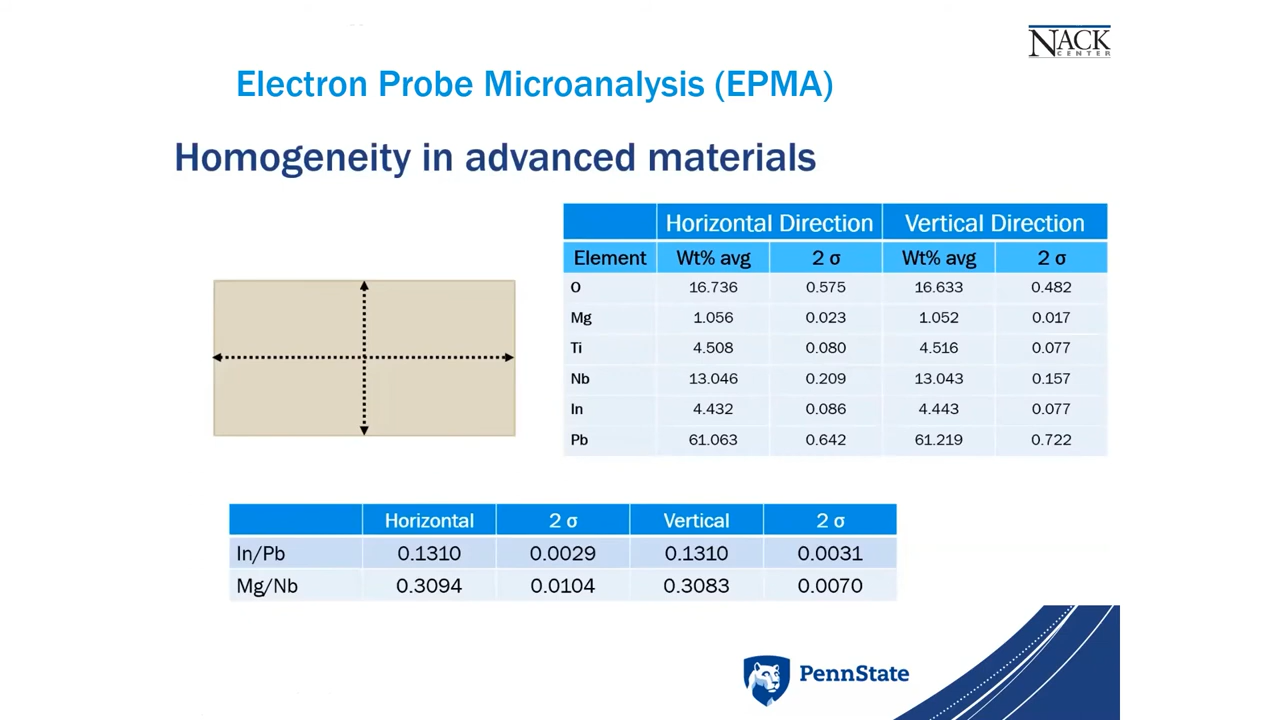 NACK
CENTER
Electron Probe Microanalysis (EPMA)
Homogeneity in advanced materials
Horizontal Direction Vertical Direction
Element Wt% avg 2 σ Wt% avg 2 σ
O 16.736 0.575 16.633 0.482
Mg 1.056 0.023 1.052 0.017
Ti 4.508 0.080 4.516 0.077
Nb 13.046 0.209 13.043 0.157
In 4.432 0.086 4.443 0.077
Pb 61.063 0.642 61.219 0.722
Horizontal 2 σ Vertical 2 σ
In/Pb 0.1310 0.0029 0.1310 0.0031
Mg/Nb 0.3094 0.0104 0.3083 0.0070
PennState